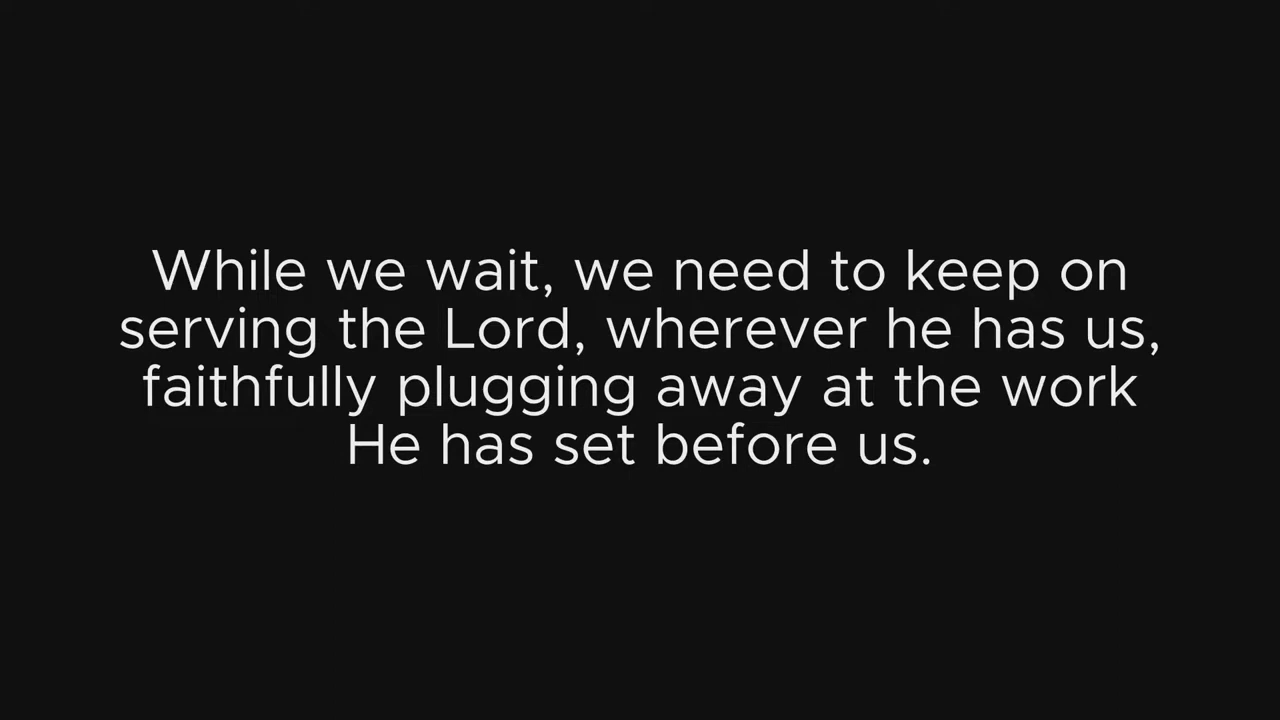 While we wait, we need to keep on
serving the Lord, wherever he has us,
faithfully plugging away at the work
He has set before us.